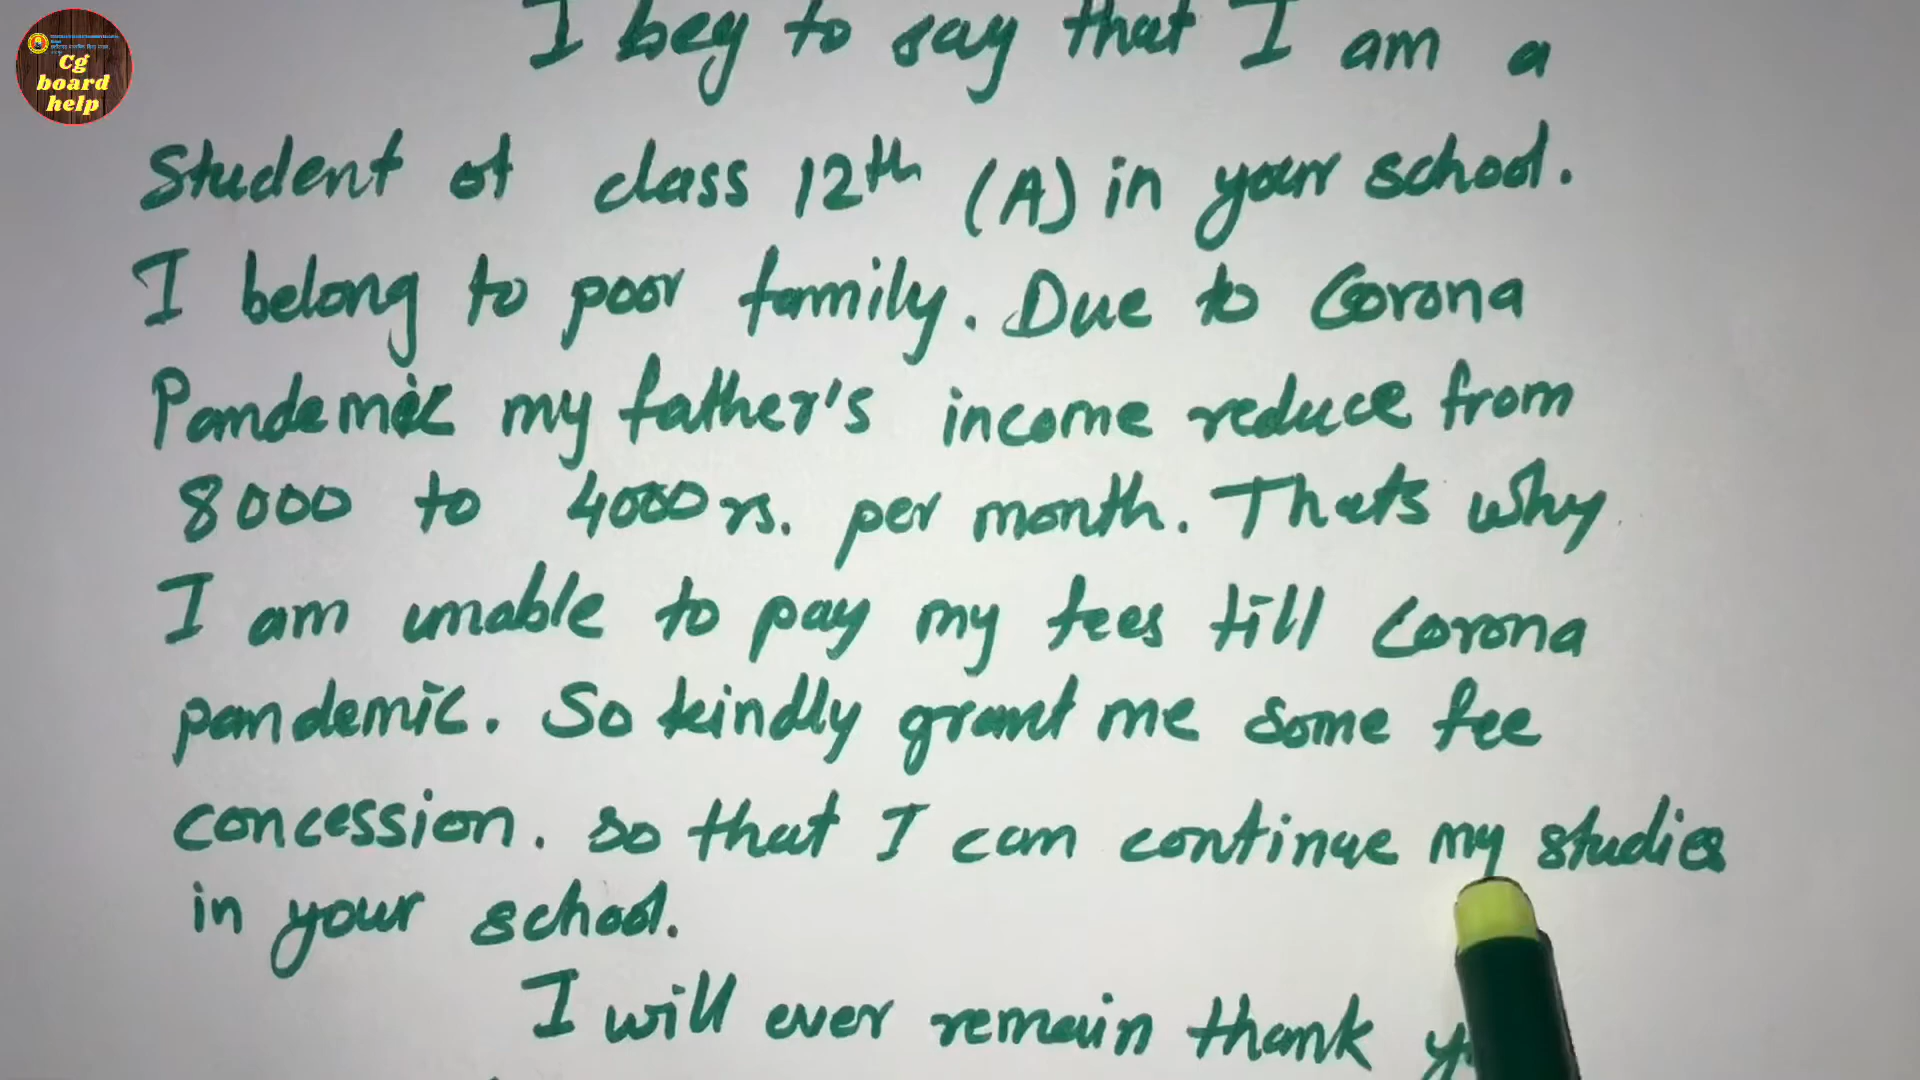 Cg
board
help
I beg to say that I am a
Student of class 12th (A) in your school.
I belong to poor family. Due to Corona
Pandemic my father's income reduce from
8000 to 4000 rs. per month. Thats why
I am unable to pay my fees till Corona
pandemic. So kindly grant me some fee
concession. so that I can continue my studies
in your school.
I will ever remain thank